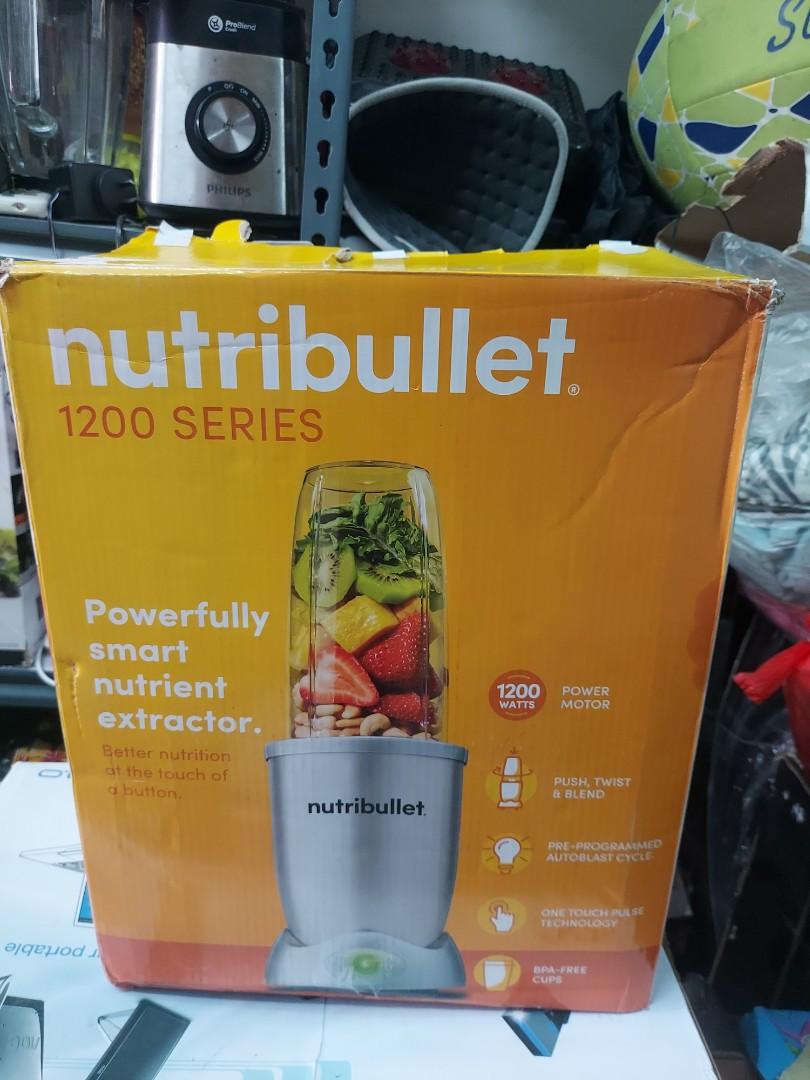 ProBlend
Crush
PHILIPS
nutribullet®
1200 SERIES
Powerfully
smart
nutrient
extractor.
Better nutrition
at the touch of
a button.
nutribullet.
1200
WATTS
POWER
MOTOR
PUSH, TWIST
& BLEND
PRE-PROGRAMMED
AUTOBLAST CYCLE
ONE TOUCH PULSE
TECHNOLOGY
BPA-FREE
CUPS
portable